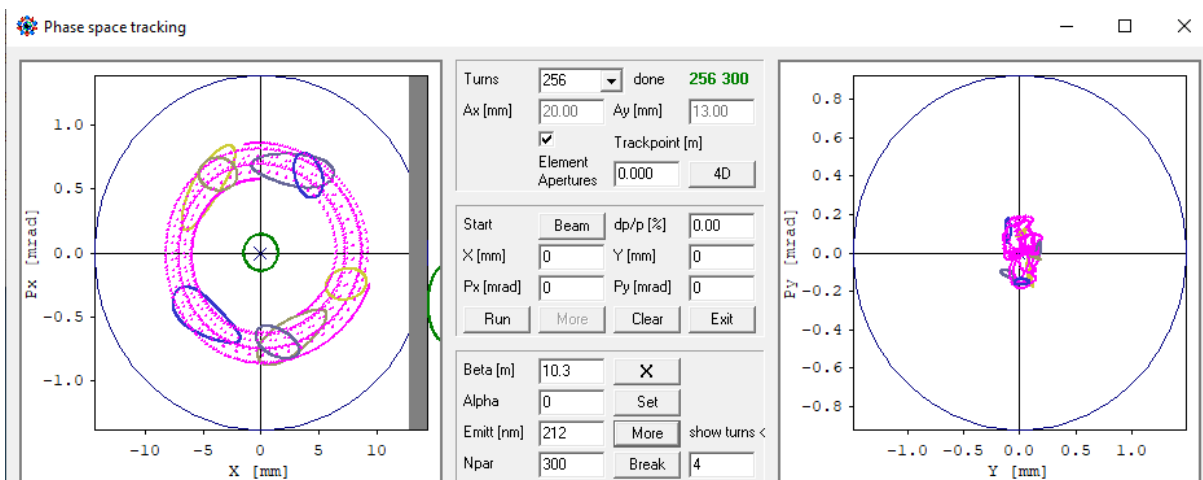 Phase space tracking
Turns 256 done 256 300
Ax [mm] 20.00 Ay [mm] 13.00
Trackpoint [m]
Element
Apertures 0.000 4D
Start Beam dp/p [%] 0.00
X [mm] 0 Y [mm] 0
Px [mrad] 0 Py [mrad] 0
Run More Clear Exit
Beta [m] 10.3 X
Alpha 0 Set
Emitt [nm] 212 More show turns <
Npar 300 Break 4
Px [mrad]
1.0
0.5
0.0
-0.5
-1.0
-10 -5 0 5 10
X [mm]
Py [mrad]
0.8
0.6
0.4
0.2
0.0
-0.2
-0.4
-0.6
-0.8
-1.0 -0.5 0.0 0.5 1.0
Y [mm]